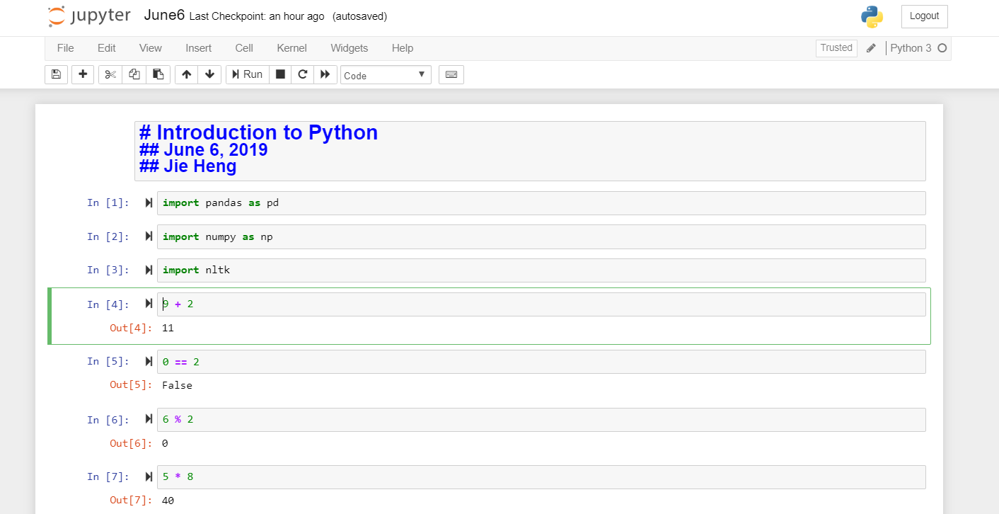 jupyter June6 Last Checkpoint: an hour ago (autosaved) Logout
File Edit View Insert Cell Kernel Widgets Help Trusted Python 3
Run Code
# Introduction to Python
## June 6, 2019
## Jie Heng
In [1]: import pandas as pd
In [2]: import numpy as np
In [3]: import nltk
In [4]: 9 + 2
Out[4]: 11
In [5]: 0 == 2
Out[5]: False
In [6]: 6 % 2
Out[6]: 0
In [7]: 5 * 8
Out[7]: 40